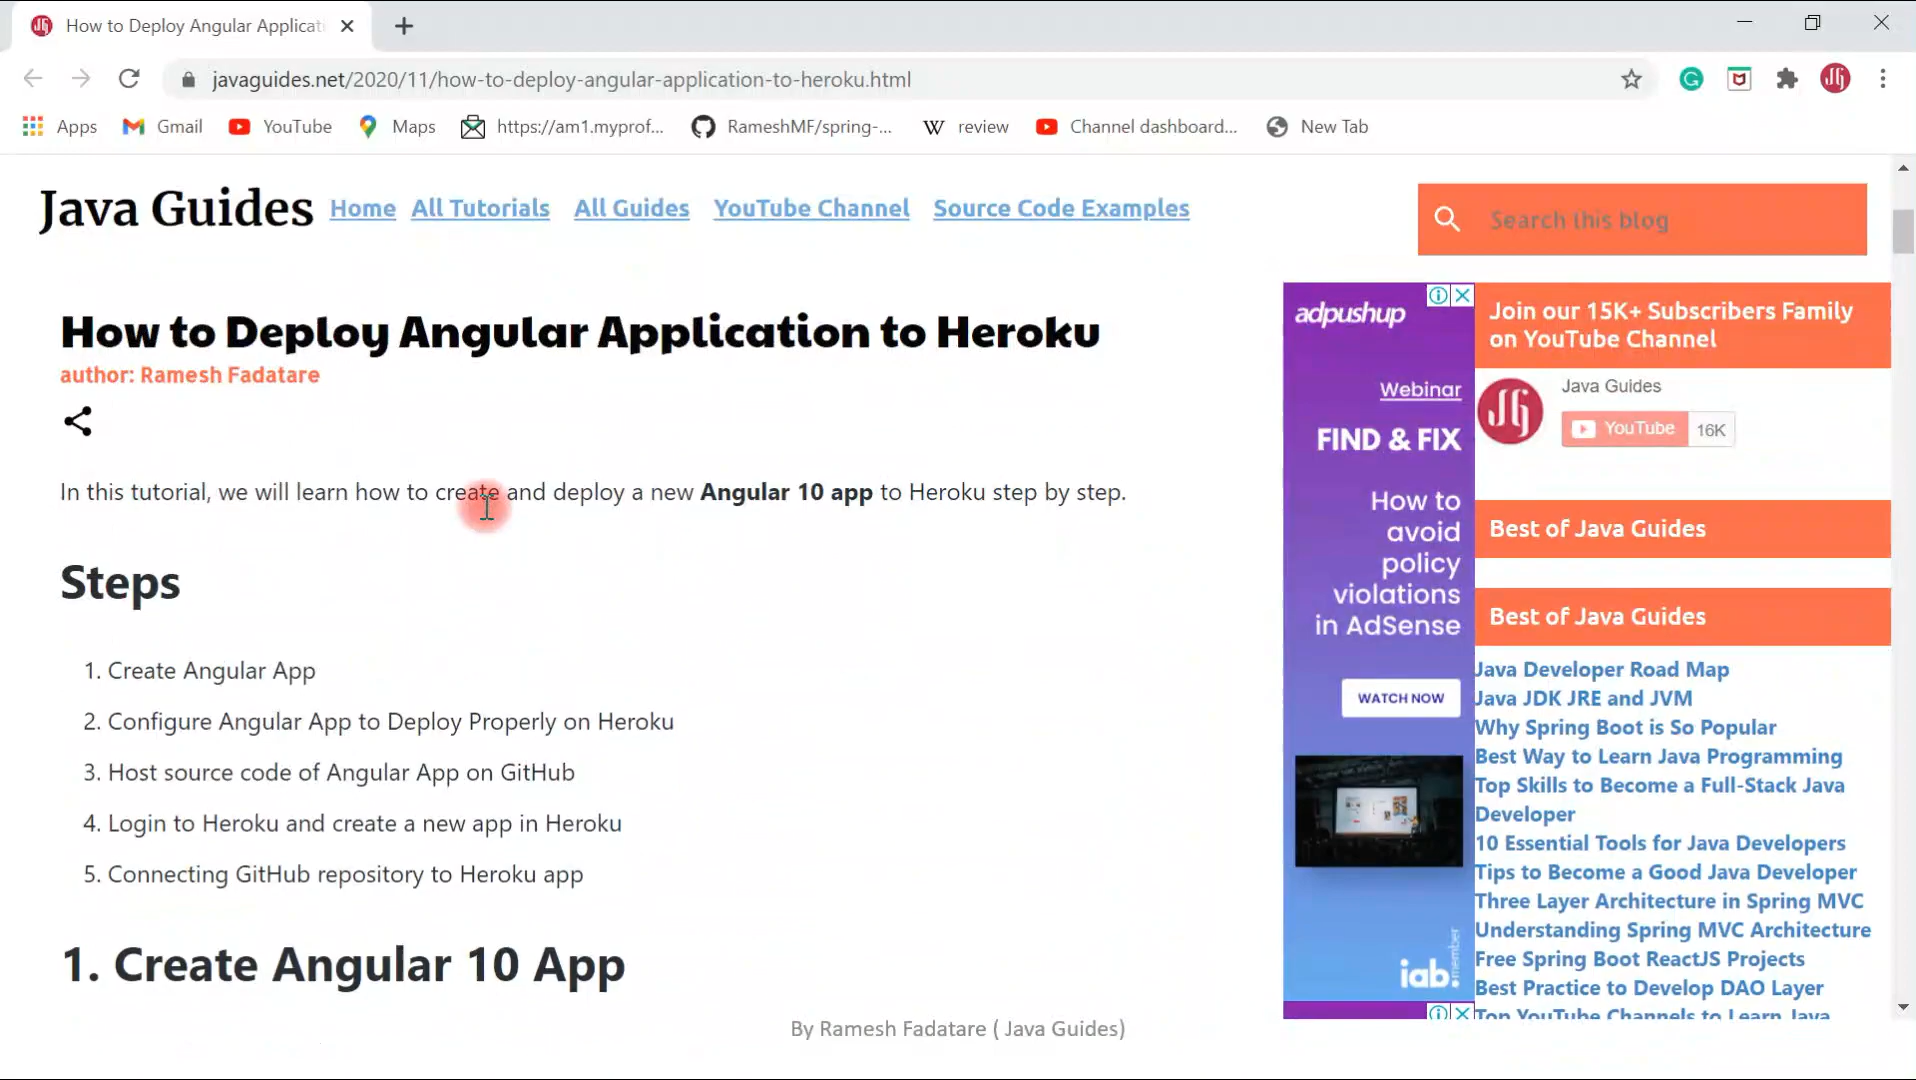 How to Deploy Angular Applicati
javaguides.net/2020/11/how-to-deploy-angular-application-to-heroku.html
Apps
Gmail
YouTube
Maps
https://am1.myprof...
RameshMF/spring-...
review
Channel dashboard...
New Tab
Java Guides
Home
All Tutorials
All Guides
YouTube Channel
Source Code Examples
Search this blog
How to Deploy Angular Application to Heroku
author: Ramesh Fadatare
In this tutorial, we will learn how to create and deploy a new Angular 10 app to Heroku step by step.
Steps
1. Create Angular App
2. Configure Angular App to Deploy Properly on Heroku
3. Host source code of Angular App on GitHub
4. Login to Heroku and create a new app in Heroku
5. Connecting GitHub repository to Heroku app
1. Create Angular 10 App
adpushup
Webinar
FIND & FIX
How to
avoid
policy
violations
in AdSense
WATCH NOW
iab.
member
Join our 15K+ Subscribers Family
on YouTube Channel
Java Guides
YouTube
16K
Best of Java Guides
Best of Java Guides
Java Developer Road Map
Java JDK JRE and JVM
Why Spring Boot is So Popular
Best Way to Learn Java Programming
Top Skills to Become a Full-Stack Java
Developer
10 Essential Tools for Java Developers
Tips to Become a Good Java Developer
Three Layer Architecture in Spring MVC
Understanding Spring MVC Architecture
Free Spring Boot ReactJS Projects
Best Practice to Develop DAO Layer
Top YouTube Channels to Learn Java
By Ramesh Fadatare ( Java Guides)